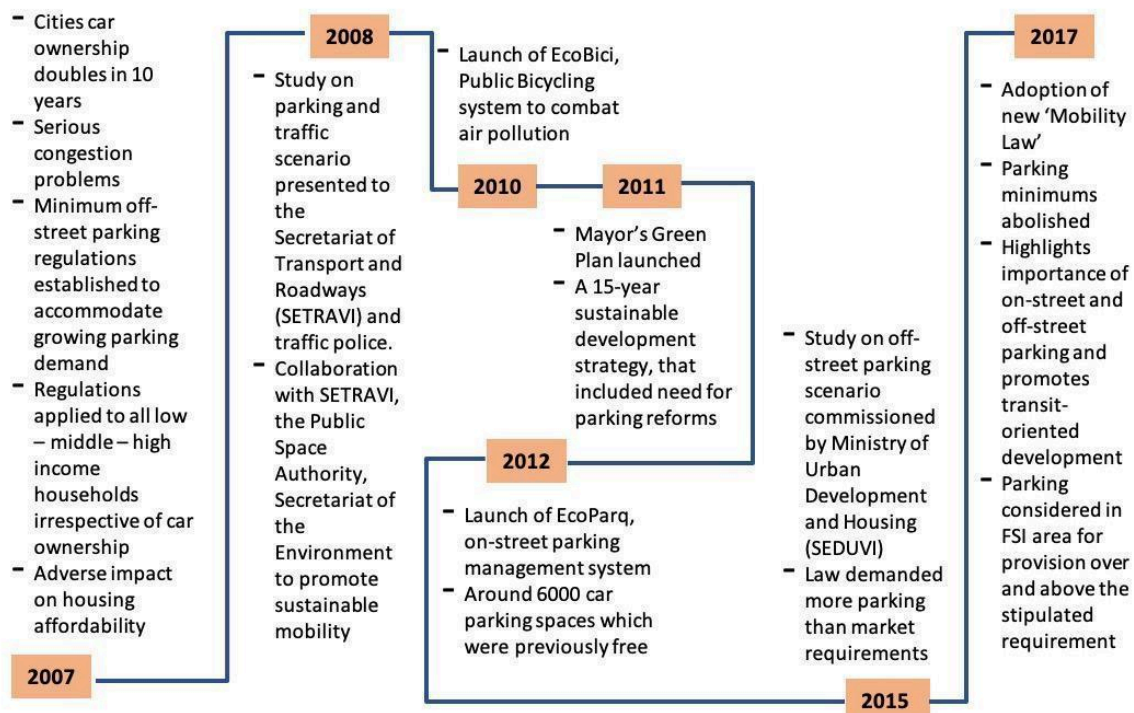 - Cities car
ownership
doubles in 10
years
- Serious
congestion
problems
- Minimum off-
street parking
regulations
established to
accommodate
growing parking
demand
- Regulations
applied to all low
– middle – high
income
households
irrespective of car
ownership
- Adverse impact
on housing
affordability
2007
2008
- Study on
parking and
traffic
scenario
presented to
the
Secretariat of
Transport and
Roadways
(SETRAVI) and
traffic police.
- Collaboration
with SETRAVI,
the Public
Space
Authority,
Secretariat of
the
Environment
to promote
sustainable
mobility
- Launch of EcoBici,
Public Bicycling
system to combat
air pollution
2010
2011
- Mayor’s Green
Plan launched
- A 15-year
sustainable
development
strategy, that
included need for
parking reforms
2012
- Launch of EcoParq,
on-street parking
management system
- Around 6000 car
parking spaces which
were previously free
- Study on off-
street parking
scenario
commissioned
by Ministry of
Urban
Development
and Housing
(SEDUVI)
- Law demanded
more parking
than market
requirements
2015
2017
- Adoption of
new ‘Mobility
Law’
- Parking
minimums
abolished
- Highlights
importance of
on-street and
off-street
parking and
promotes
transit-
oriented
development
- Parking
considered in
FSI area for
provision over
and above the
stipulated
requirement